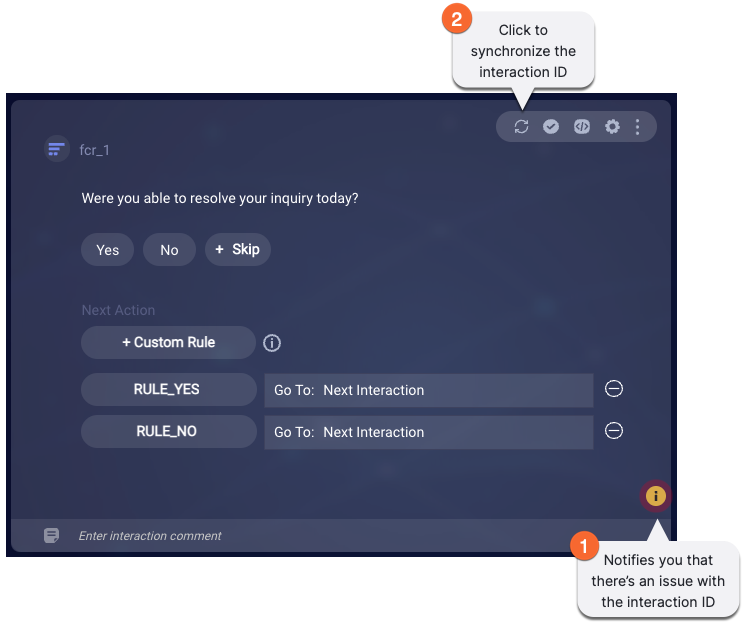 2
Click to
synchronize the
interaction ID
fcr_1
Were you able to resolve your inquiry today?
Yes No + Skip
Next Action
+ Custom Rule
RULE_YES Go To: Next Interaction
RULE_NO Go To: Next Interaction
Enter interaction comment
1
Notifies you that
there's an issue with
the interaction ID